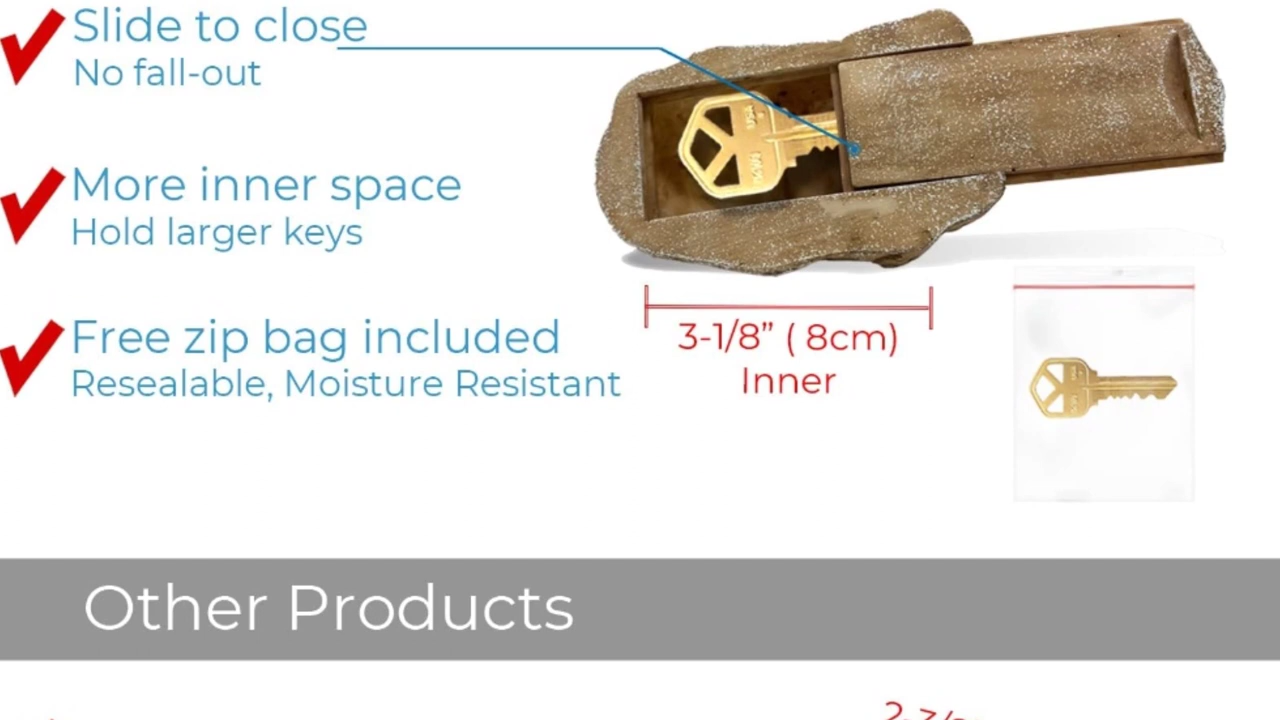 Slide to close
No fall-out
More inner space
Hold larger keys
3-1/8” ( 8cm)
Inner
Free zip bag included
Resealable, Moisture Resistant
Other Products